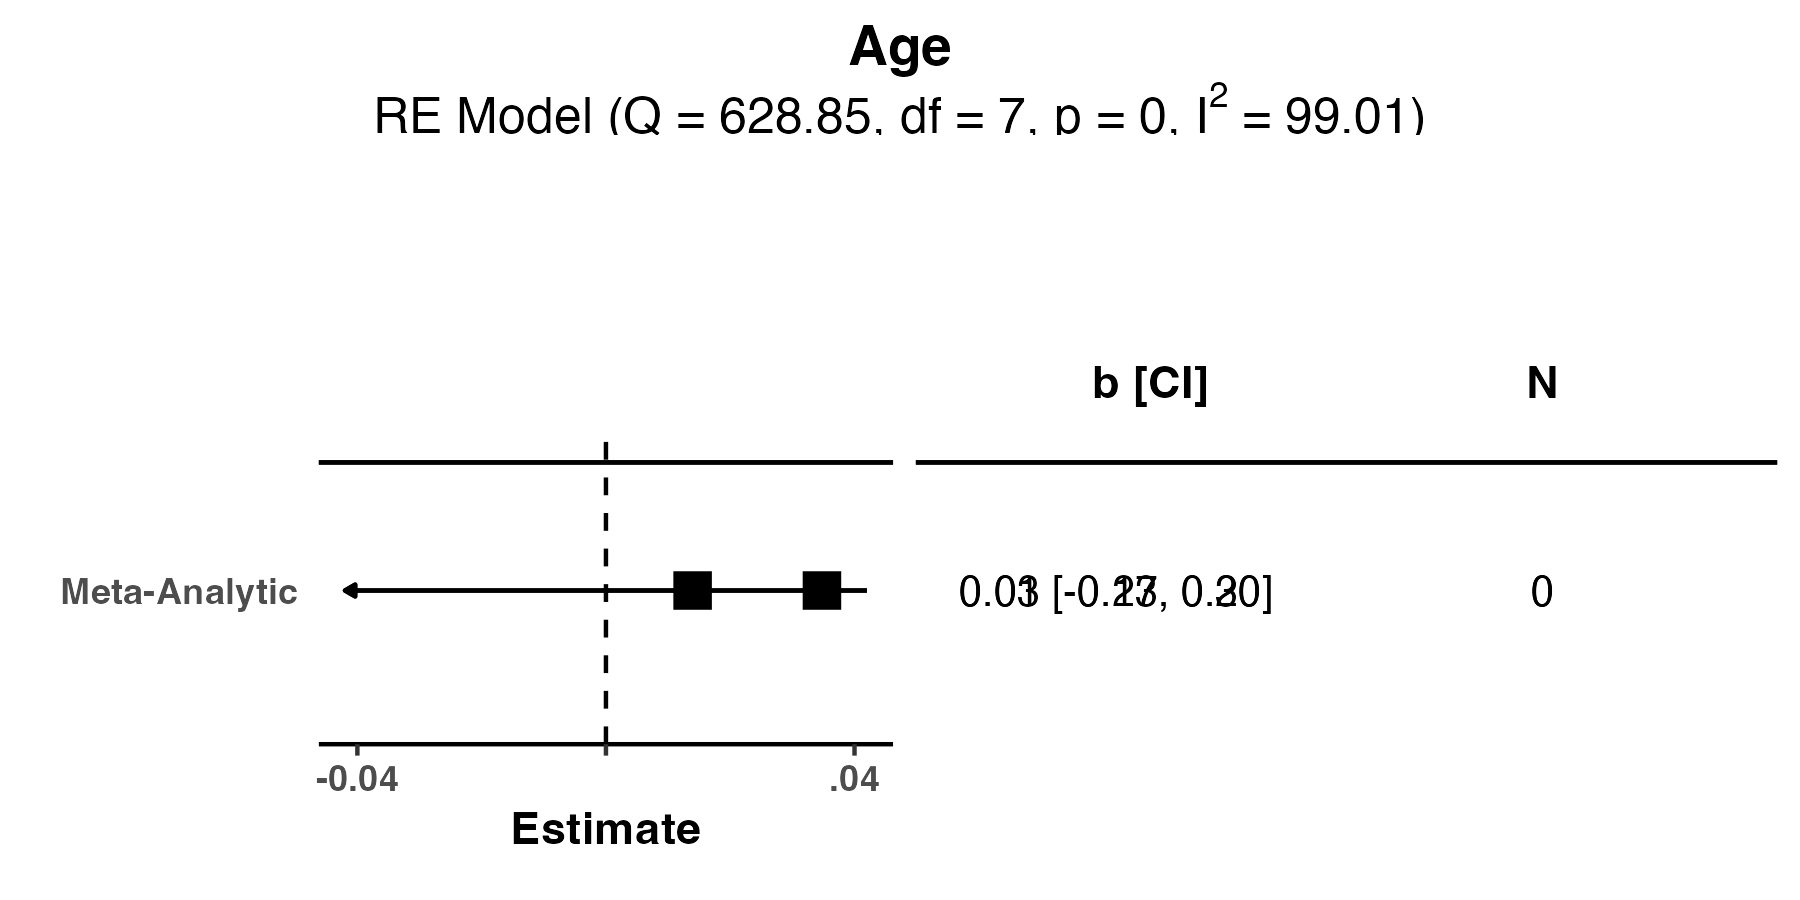 Age
RE Model (Q = 628.85, df = 7, p = 0, I² = 99.01)
b [CI] N
Meta-Analytic 0
-0.04 .04
Estimate